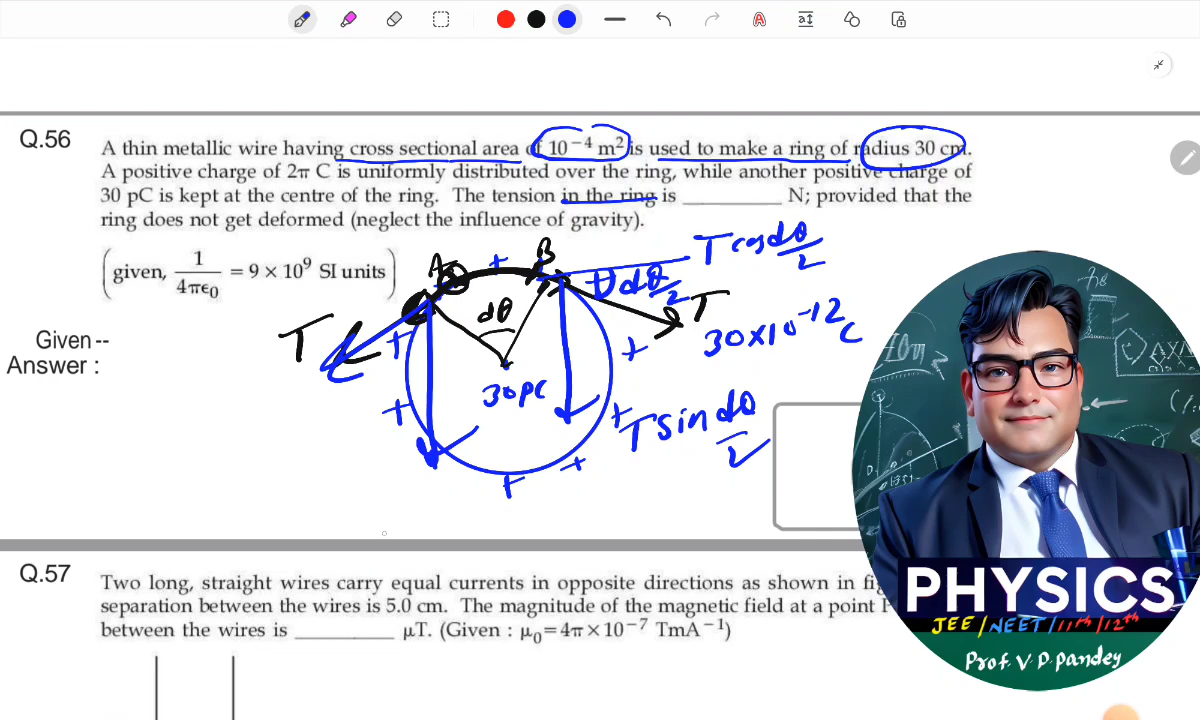 Q.56
A thin metallic wire having cross sectional area of 10⁻⁴ m² is used to make a ring of radius 30 cm.
A positive charge of 2π C is uniformly distributed over the ring, while another positive charge of
30 pC is kept at the centre of the ring. The tension in the ring is __________ N; provided that the
ring does not get deformed (neglect the influence of gravity).
(given, 1/4πϵ₀ = 9 × 10⁹ SI units)
Given --
Answer :
A
+
B
T cos dθ/2
dθ/2
dθ
T
T
30×10⁻¹² C
+
+
+
30pC
+
T sin dθ/2
+
+
Q.57
Two long, straight wires carry equal currents in opposite directions as shown in
separation between the wires is 5.0 cm. The magnitude of the magnetic field at a point
between the wires is __________ μT. (Given : μ₀=4π×10⁻⁷ TmA⁻¹)
PHYSICS
JEE/NEET/11th/12th
Prof. V.D. Pandey